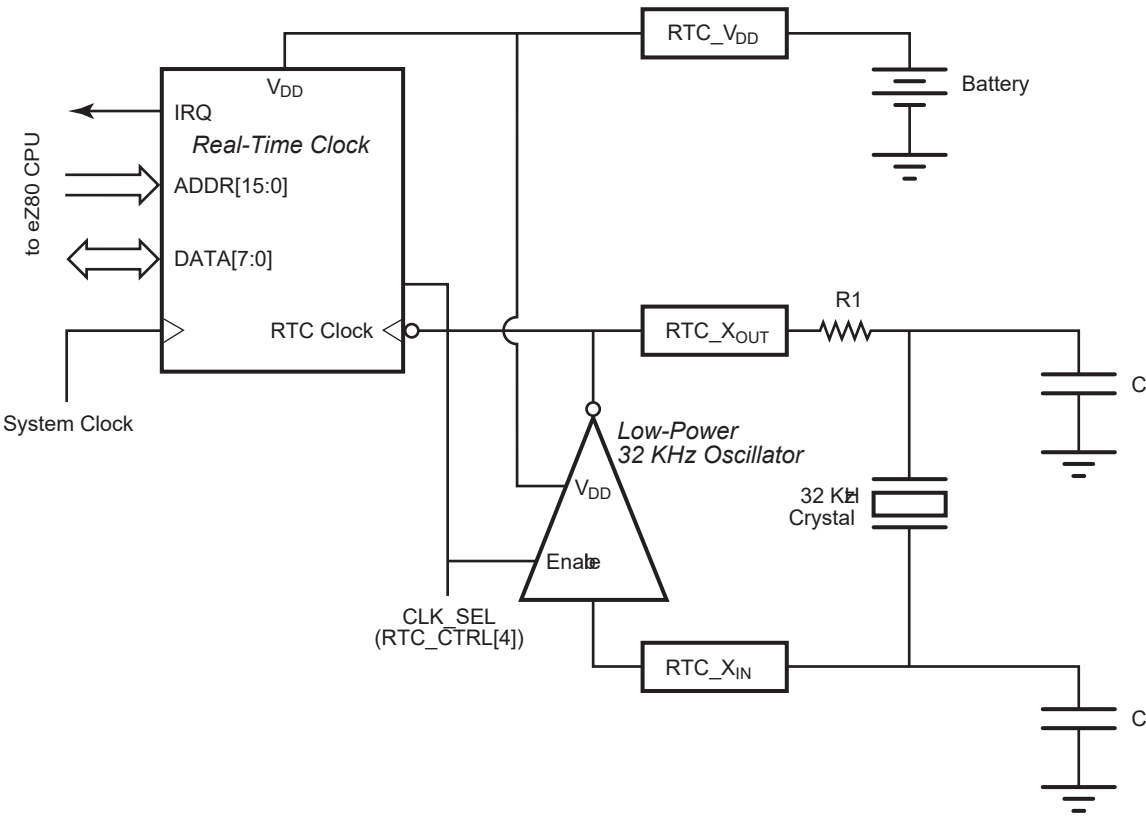 RTC_VDD
Battery
VDD
IRQ
Real-Time Clock
to eZ80 CPU
ADDR[15:0]
DATA[7:0]
RTC Clock
System Clock
RTC_XOUT
R1
C
Low-Power
32 KHz Oscillator
VDD
Enable
32 KHz
Crystal
CLK_SEL
(RTC_CTRL[4])
RTC_XIN
C